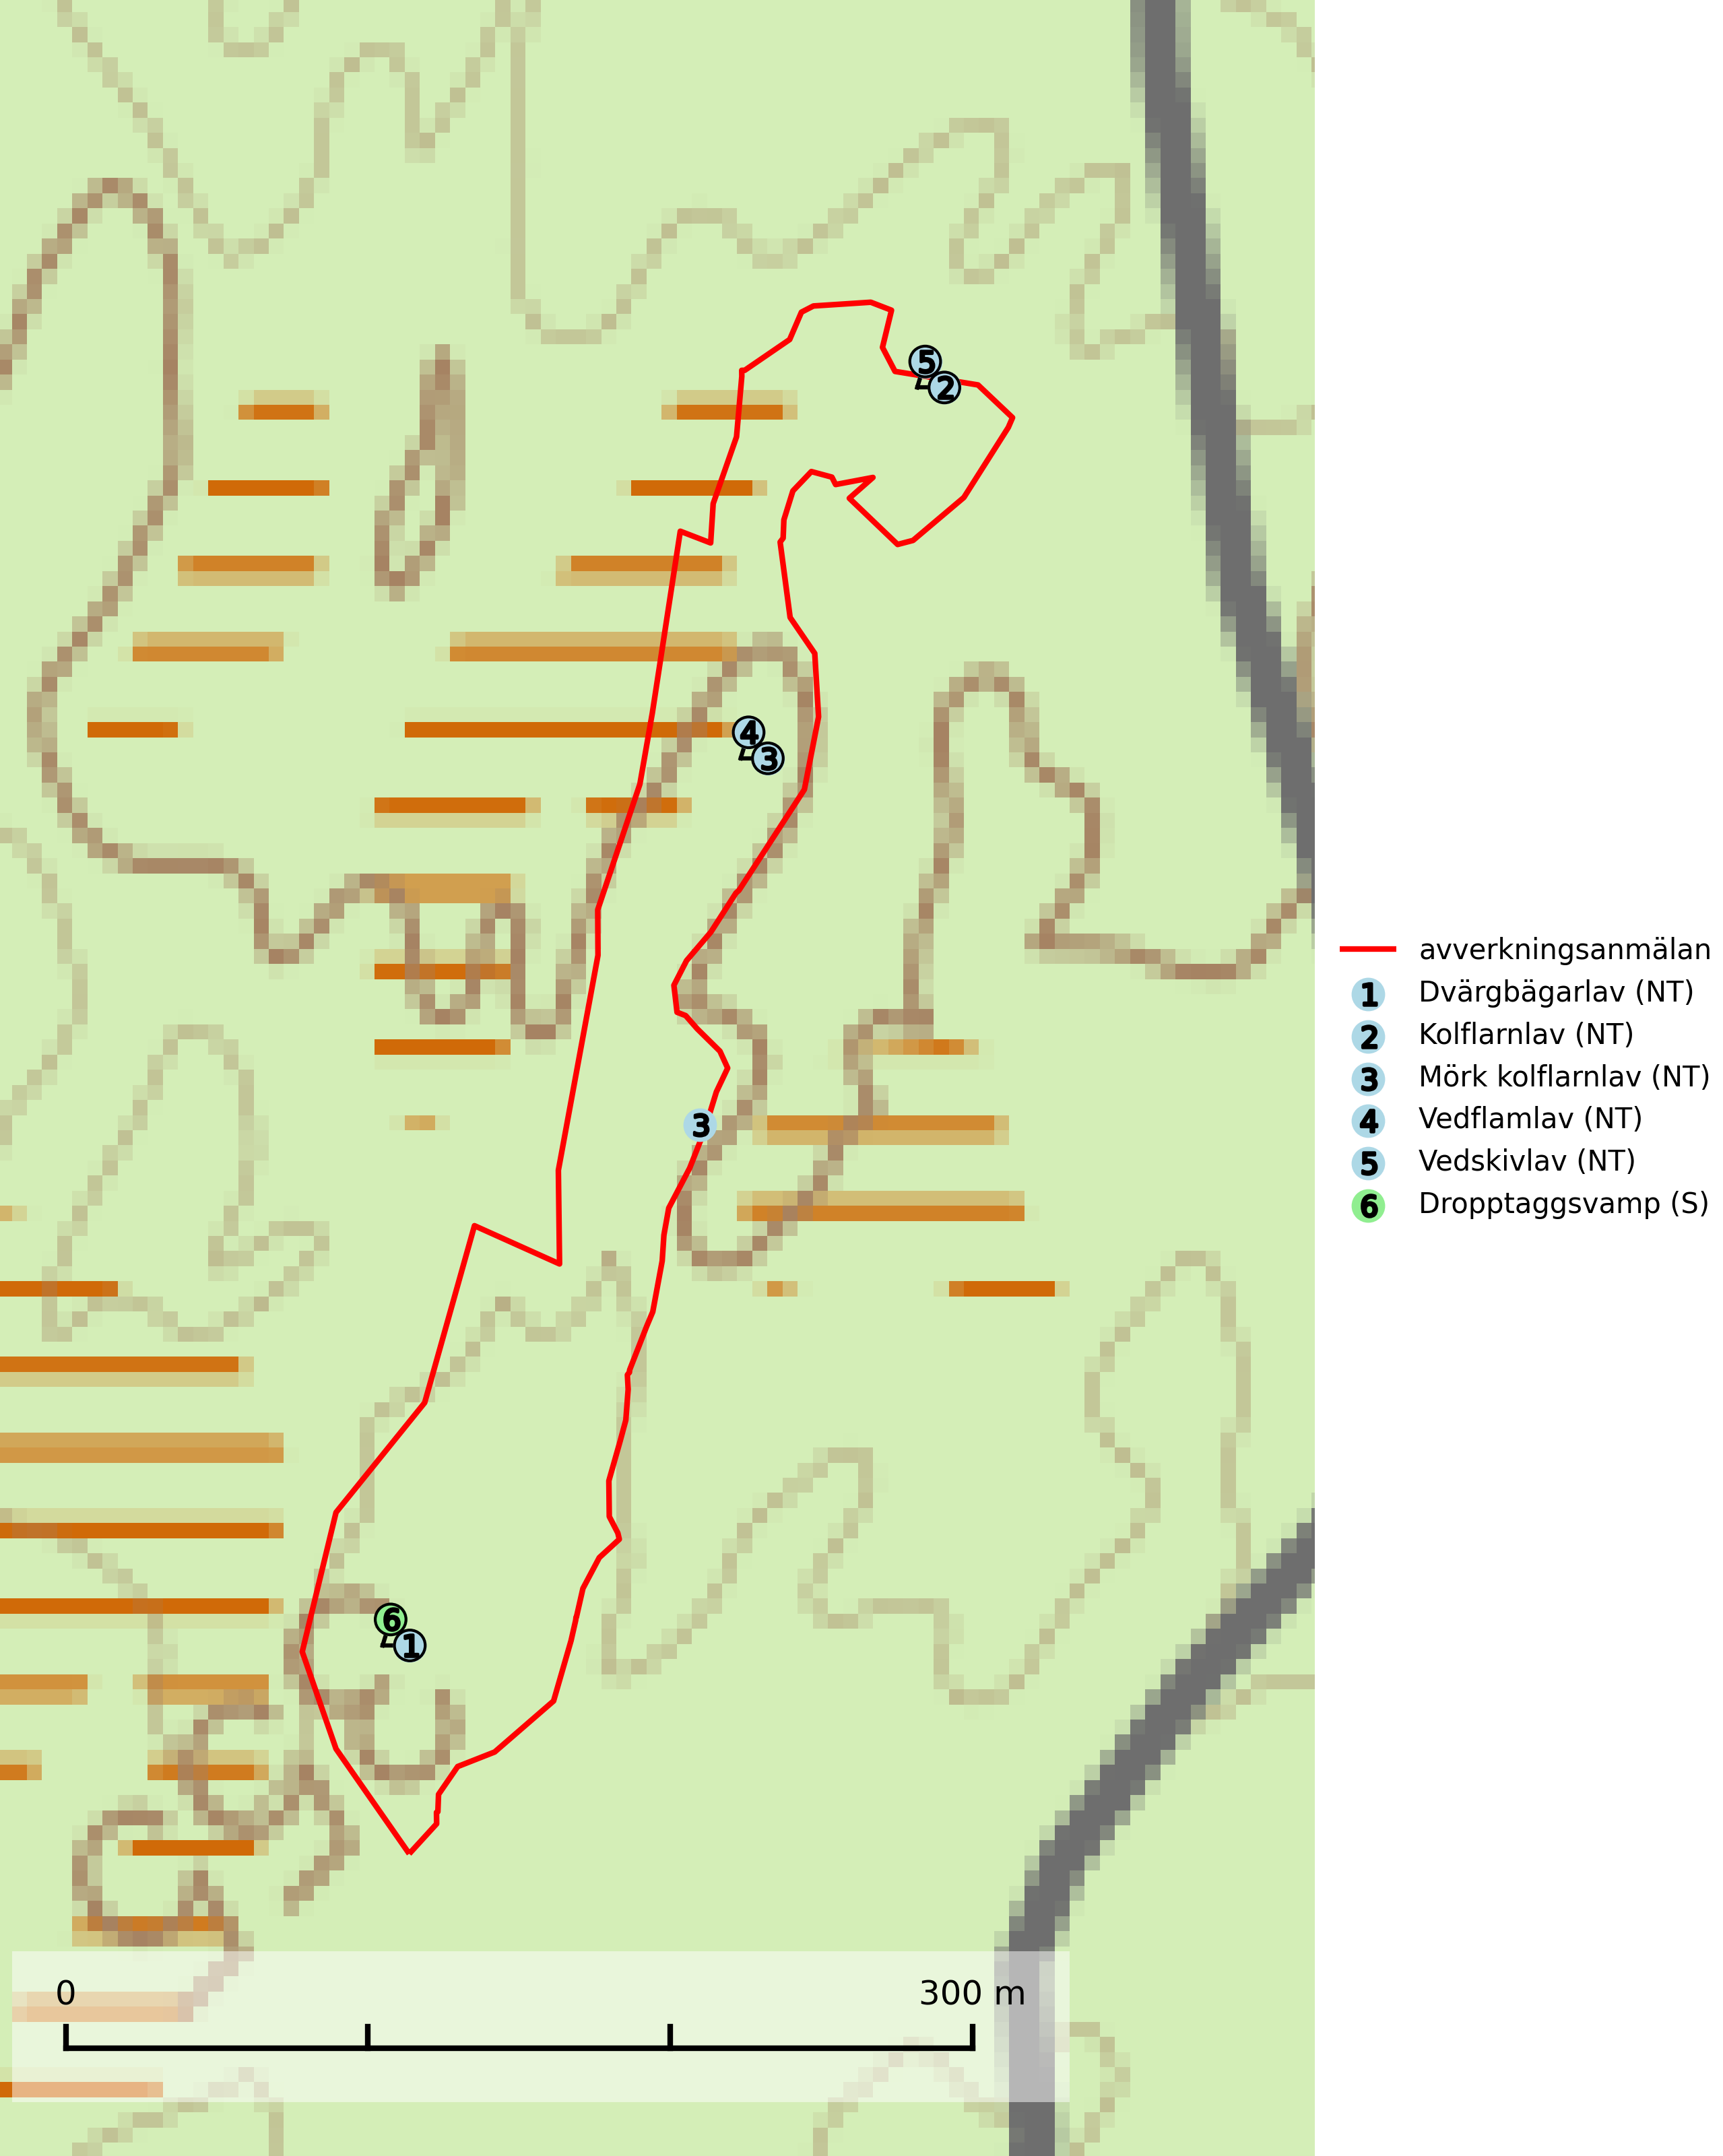 5
2
4
3
3
6
1
0 300 m
avverkningsanmälan
1 Dvärgbägarlav (NT)
2 Kolflarnlav (NT)
3 Mörk kolflarnlav (NT)
4 Vedflamlav (NT)
5 Vedskivlav (NT)
6 Dropptaggsvamp (S)